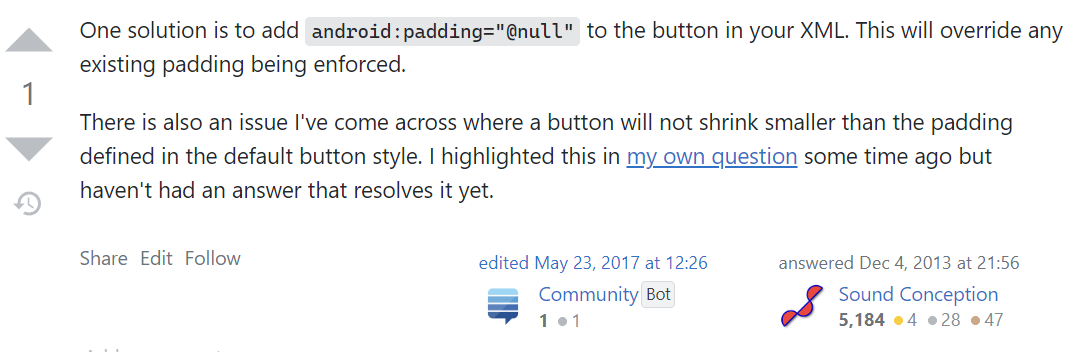 One solution is to add android:padding="@null" to the button in your XML. This will override any
existing padding being enforced.
1
There is also an issue I've come across where a button will not shrink smaller than the padding
defined in the default button style. I highlighted this in my own question some time ago but
haven't had an answer that resolves it yet.
Share Edit Follow
edited May 23, 2017 at 12:26
Community Bot
1 1
answered Dec 4, 2013 at 21:56
Sound Conception
5,184 4 28 47